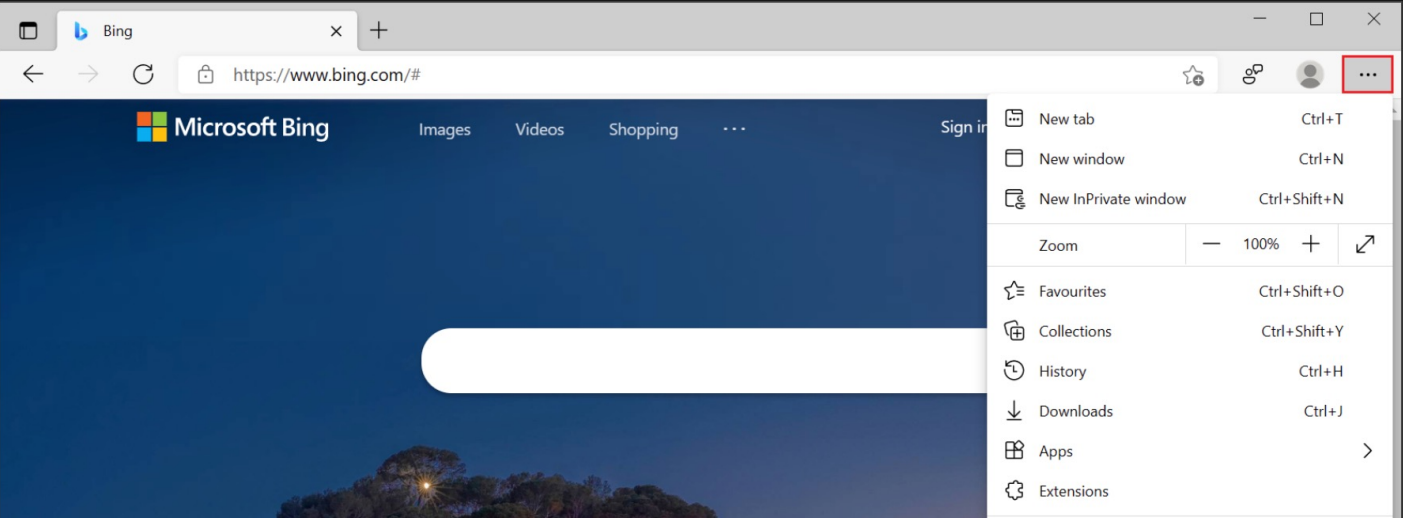 Bing
https://www.bing.com/#
Microsoft Bing Images Videos Shopping Sign in
New tab Ctrl+T
New window Ctrl+N
New InPrivate window Ctrl+Shift+N
Zoom 100%
Favourites Ctrl+Shift+O
Collections Ctrl+Shift+Y
History Ctrl+H
Downloads Ctrl+J
Apps
Extensions